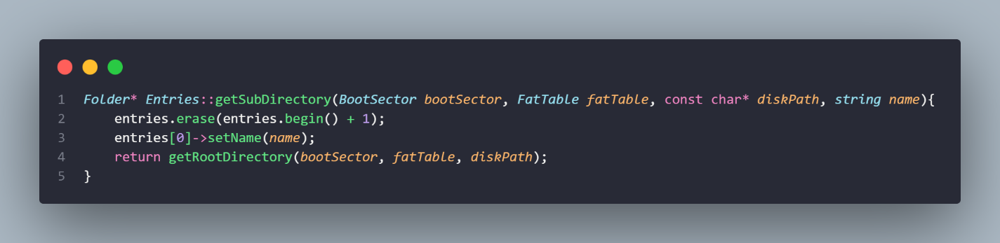 1 Folder* Entries::getSubDirectory(BootSector bootSector, FatTable fatTable, const char* diskPath, string name){
2     entries.erase(entries.begin() + 1);
3     entries[0]->setName(name);
4     return getRootDirectory(bootSector, fatTable, diskPath);
5 }